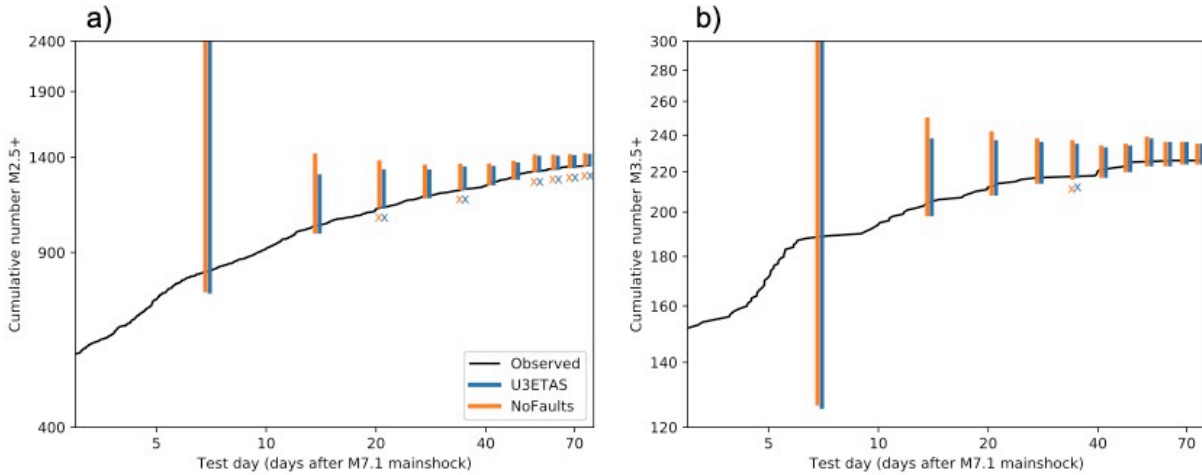 a)
2400
1900
1400
900
400
Cumulative number M2.5+
5
10
20
40
70
Test day (days after M7.1 mainshock)
Observed
U3ETAS
NoFaults
b)
300
280
260
240
220
200
180
160
140
120
Cumulative number M3.5+
5
10
20
40
70
Test day (days after M7.1 mainshock)